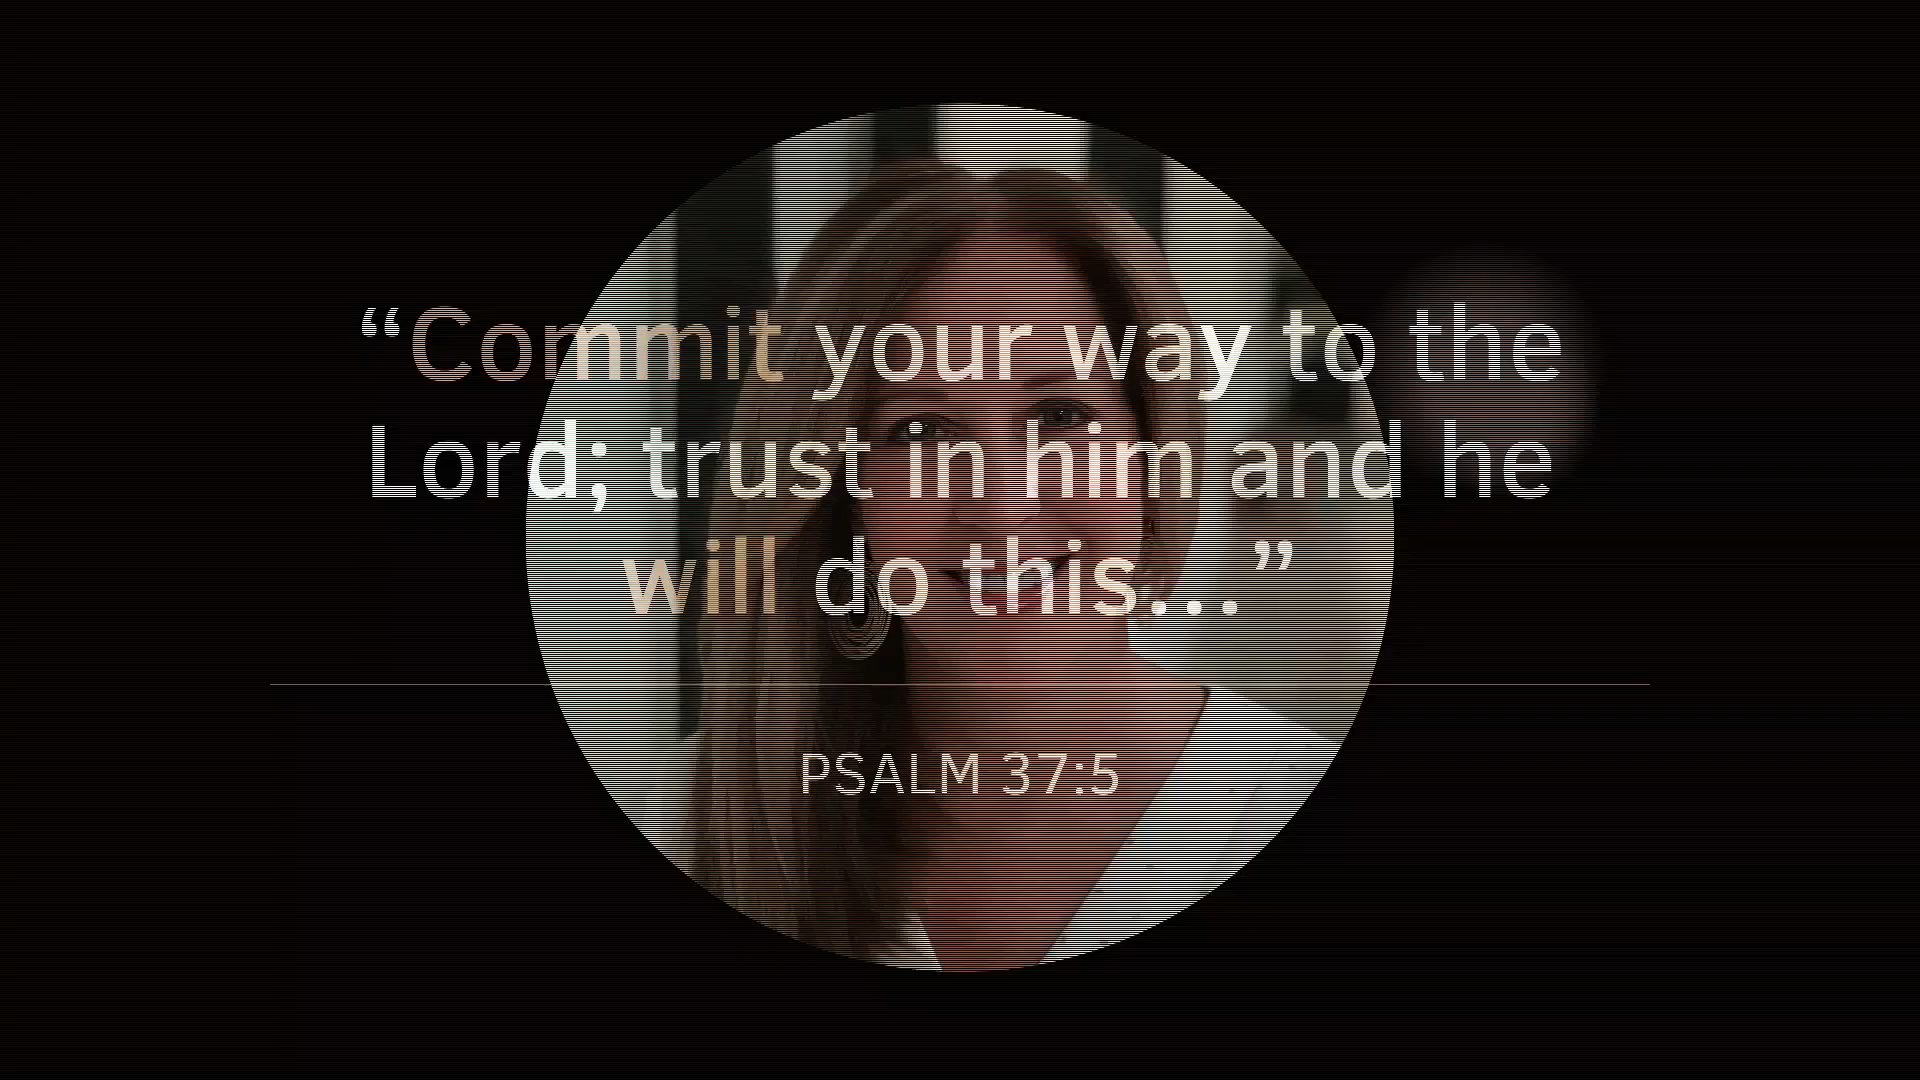 “Commit your way to the
Lord; trust in him and he
will do this...”
PSALM 37:5